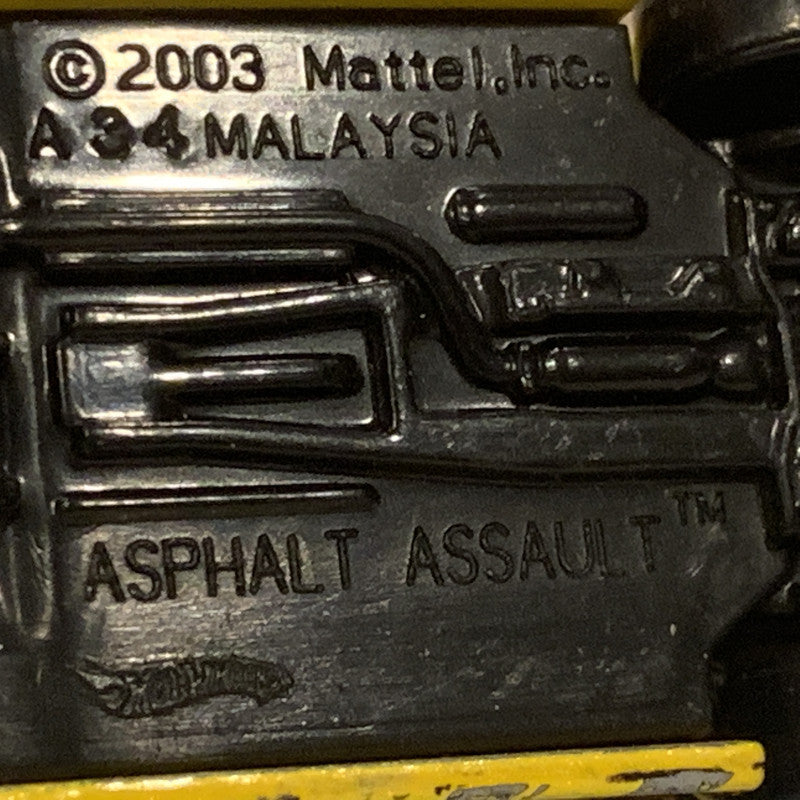 ©2003 Mattel, Inc.
A34 MALAYSIA
ASPHALT ASSAULT™